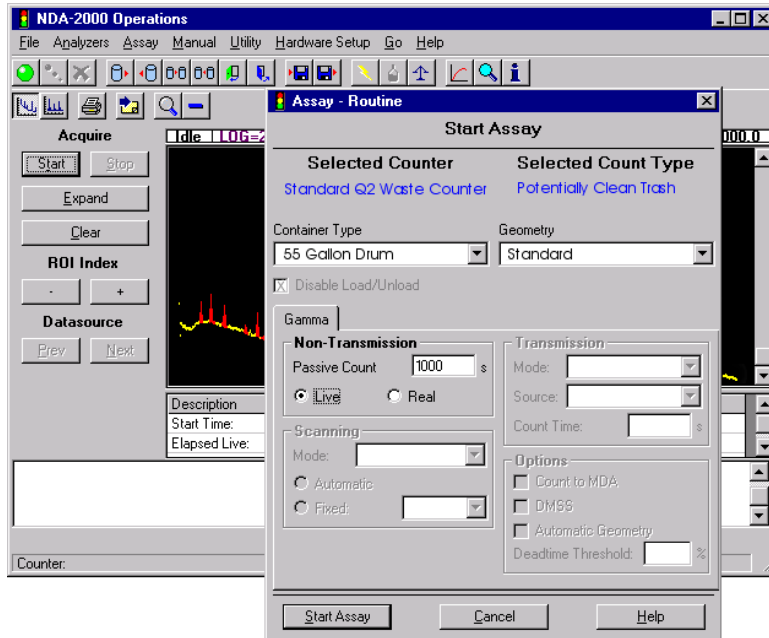 NDA-2000 Operations
File Analyzers Assay Manual Utility Hardware Setup Go Help
Acquire
Idle LOG=2
000.0
Start Stop
Expand
Clear
ROI Index
- +
Datasource
Prev Next
Description
Start Time:
Elapsed Live:
Counter:
Assay - Routine
Start Assay
Selected Counter Selected Count Type
Standard Q2 Waste Counter Potentially Clean Trash
Container Type Geometry
55 Gallon Drum Standard
Disable Load/Unload
Gamma
Non-Transmission
Passive Count 1000 s
Live Real
Scanning
Mode:
Automatic
Fixed:
Transmission
Mode:
Source:
Count Time: s
Options
Count to MDA
DMSS
Automatic Geometry
Deadtime Threshold: %
Start Assay Cancel Help